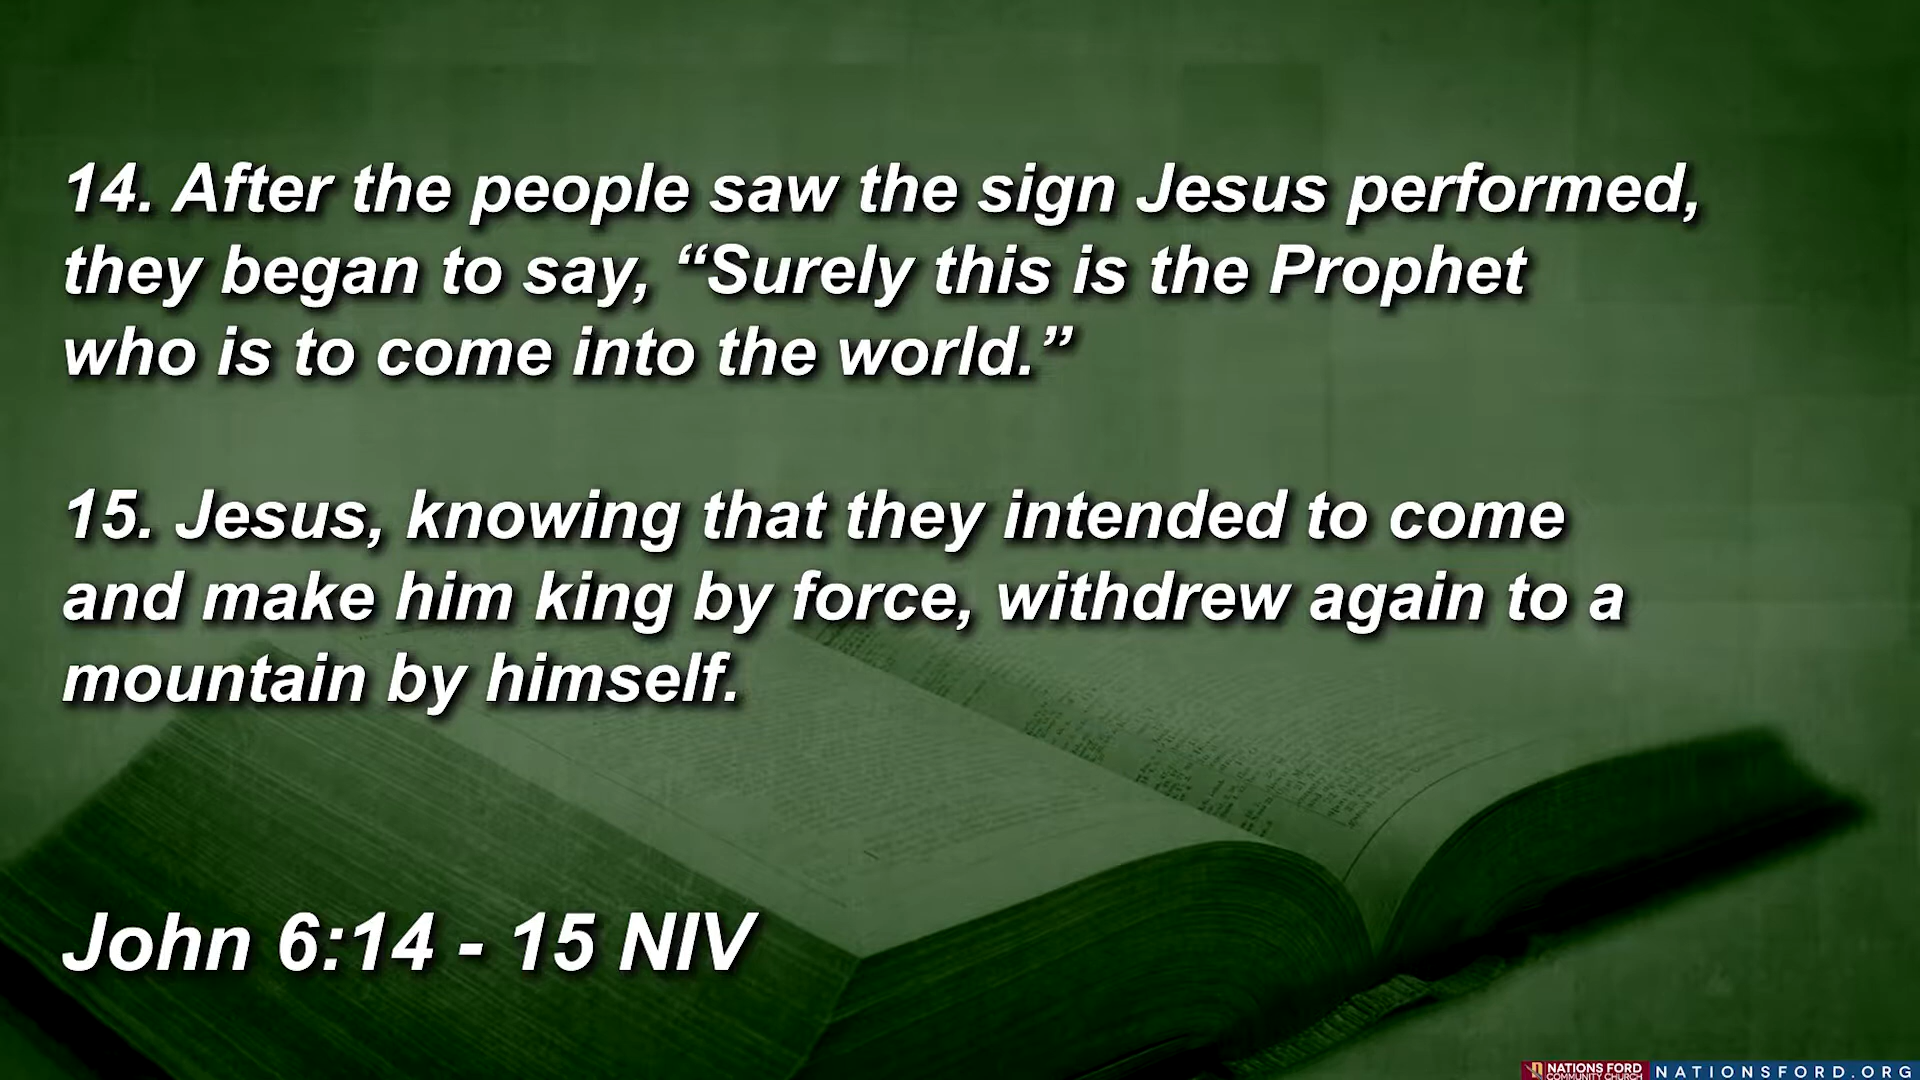 14. After the people saw the sign Jesus performed,
they began to say, “Surely this is the Prophet
who is to come into the world.”
15. Jesus, knowing that they intended to come
and make him king by force, withdrew again to a
mountain by himself.
John 6:14 - 15 NIV
NATIONS FORD
COMMUNITY CHURCH
NATIONSFORD.ORG